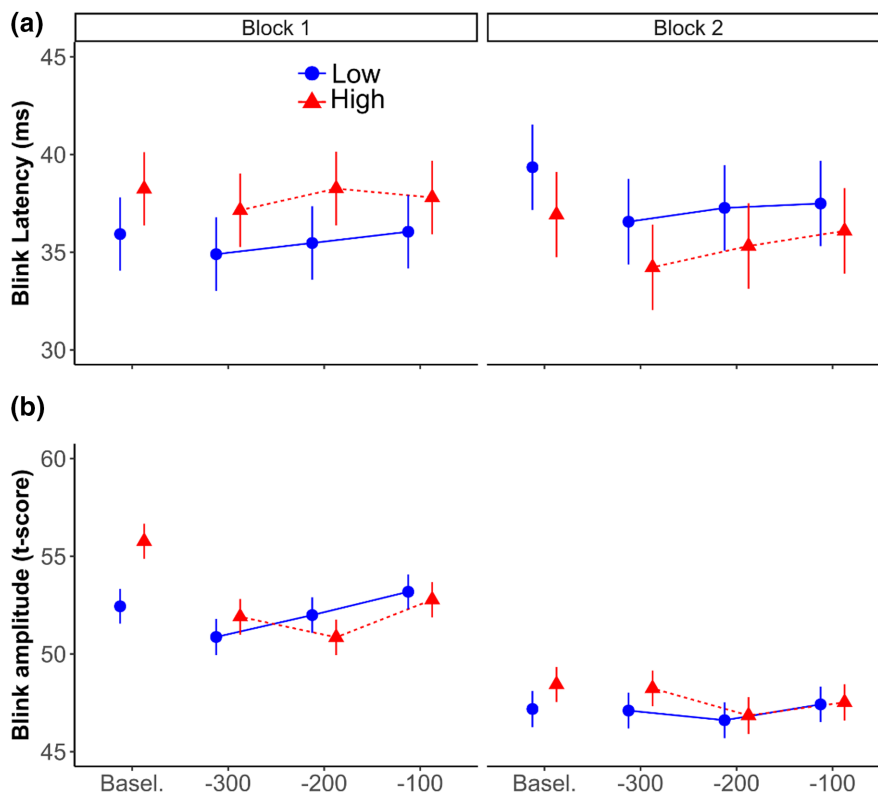 (a)
Block 1
Block 2
Low
High
Blink Latency (ms)
45
40
35
30
(b)
Blink amplitude (t-score)
60
55
50
45
Basel. -300 -200 -100
Basel. -300 -200 -100